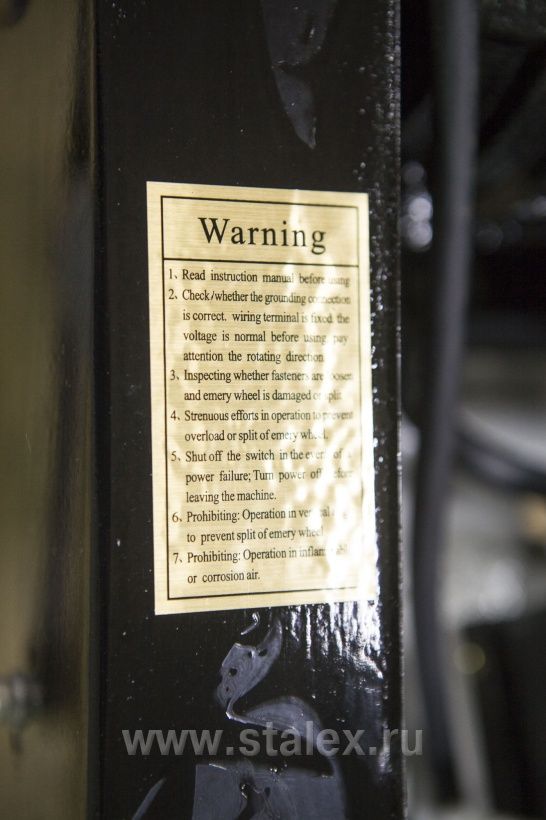 Warning
1、Read instruction manual before using
2、Check/whether the grounding connection
is correct, wiring terminal is fixed, the
voltage is normal before using, pay
attention the rotating direction
3、Inspecting whether fasteners are
and emery wheel is damaged or split
4、Strenuous efforts in operation to prevent
overload or split of emery wheel.
5、Shut off the switch in the event of a
power failure; Turn power off before
leaving the machine.
6、Prohibiting: Operation in
to prevent split of emery wheel
7、Prohibiting: Operation in
or corrosion air.
www.stalex.ru